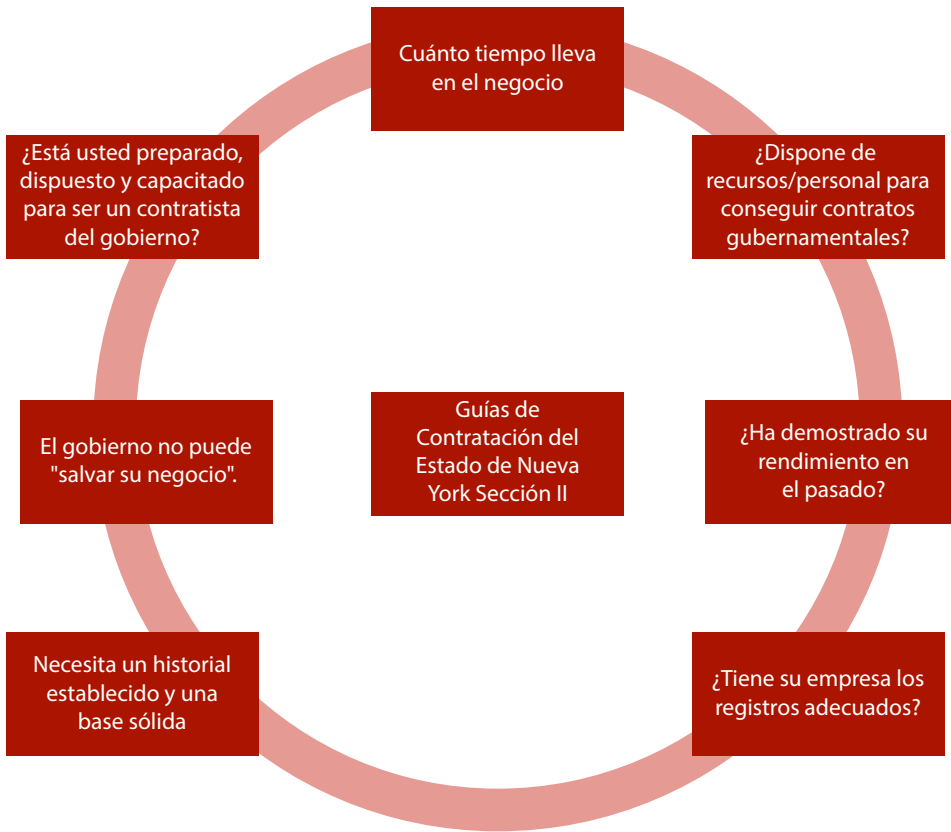 Cuánto tiempo lleva
en el negocio
¿Está usted preparado,
dispuesto y capacitado
para ser un contratista
del gobierno?
¿Dispone de
recursos/personal para
conseguir contratos
gubernamentales?
El gobierno no puede
"salvar su negocio".
Guías de
Contratación del
Estado de Nueva
York Sección II
¿Ha demostrado su
rendimiento en
el pasado?
Necesita un historial
establecido y una
base sólida
¿Tiene su empresa los
registros adecuados?